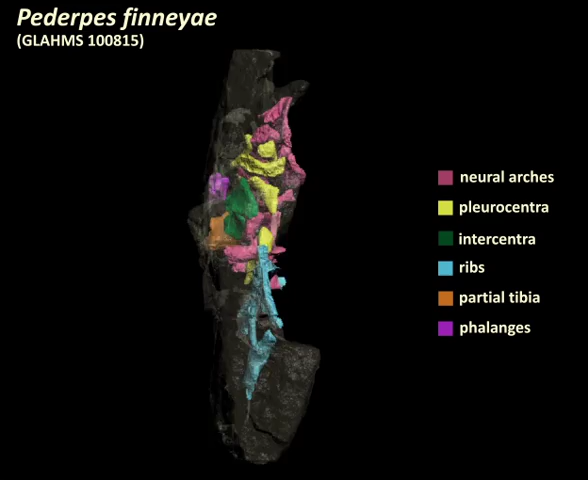 Pederpes finneyae
(GLAHMS 100815)
neural arches
pleurocentra
intercentra
ribs
partial tibia
phalanges